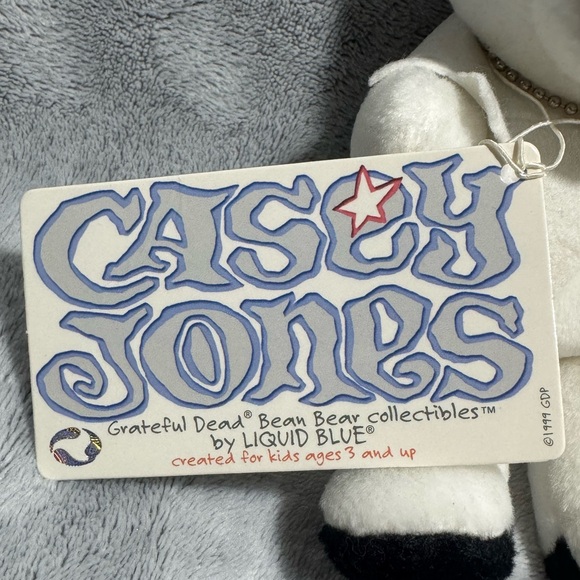 CASeY
JONeS
Grateful Dead® Bean Bear collectibles™
by LIQUID BLUE®
created for kids ages 3 and up
©1999 GDP